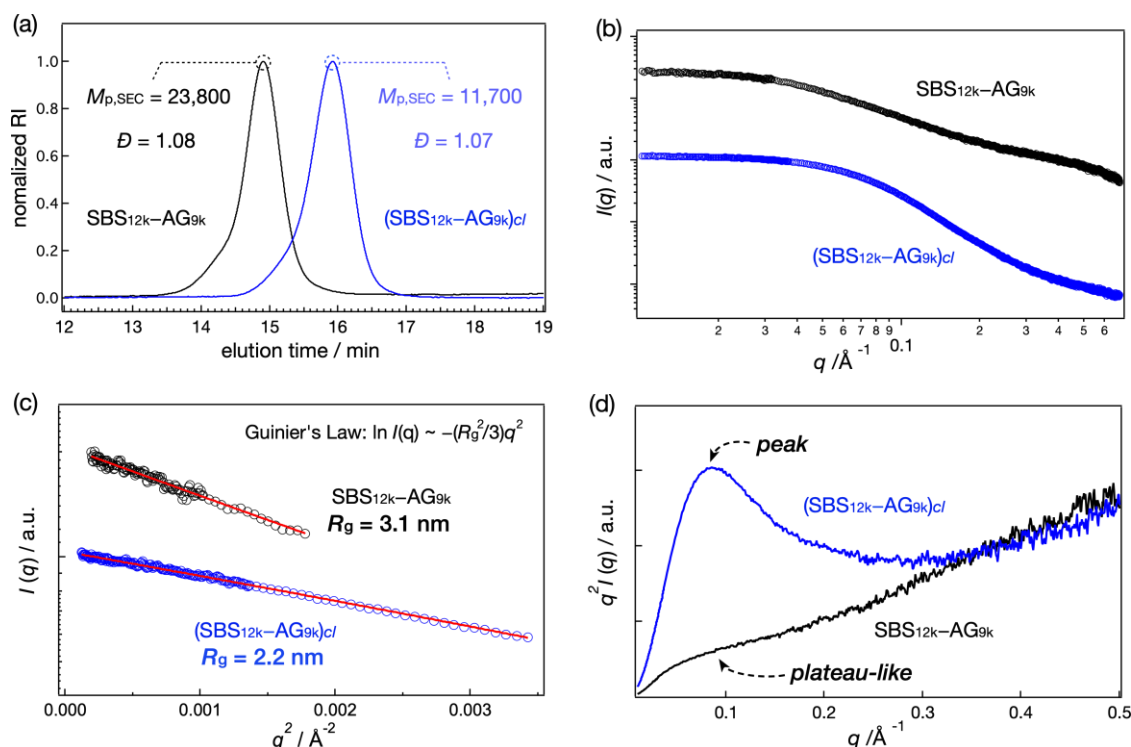 (a)
1.0
0.8
0.6
0.4
0.2
0.0
nomalized RI
Mp,SEC = 23,800
Đ = 1.08
SBS12k–AG9k
Mp,SEC = 11,700
Đ = 1.07
(SBS12k–AG9k)cl
12 13 14 15 16 17 18 19
elution time / min
(b)
I(q) / a.u.
SBS12k–AG9k
(SBS12k–AG9k)cl
2 3 4 5 6 7 8 9 0.1 2 3 4 5 6
q /Å-1
(c)
I (q) / a.u.
Guinier's Law: ln I(q) ~ −(Rg2/3)q2
SBS12k–AG9k
Rg = 3.1 nm
(SBS12k–AG9k)cl
Rg = 2.2 nm
0.000 0.001 0.002 0.003
q2 / Å-2
(d)
q2 I (q) / a.u.
peak
(SBS12k–AG9k)cl
SBS12k–AG9k
plateau-like
0.1 0.2 0.3 0.4 0.5
q /Å-1